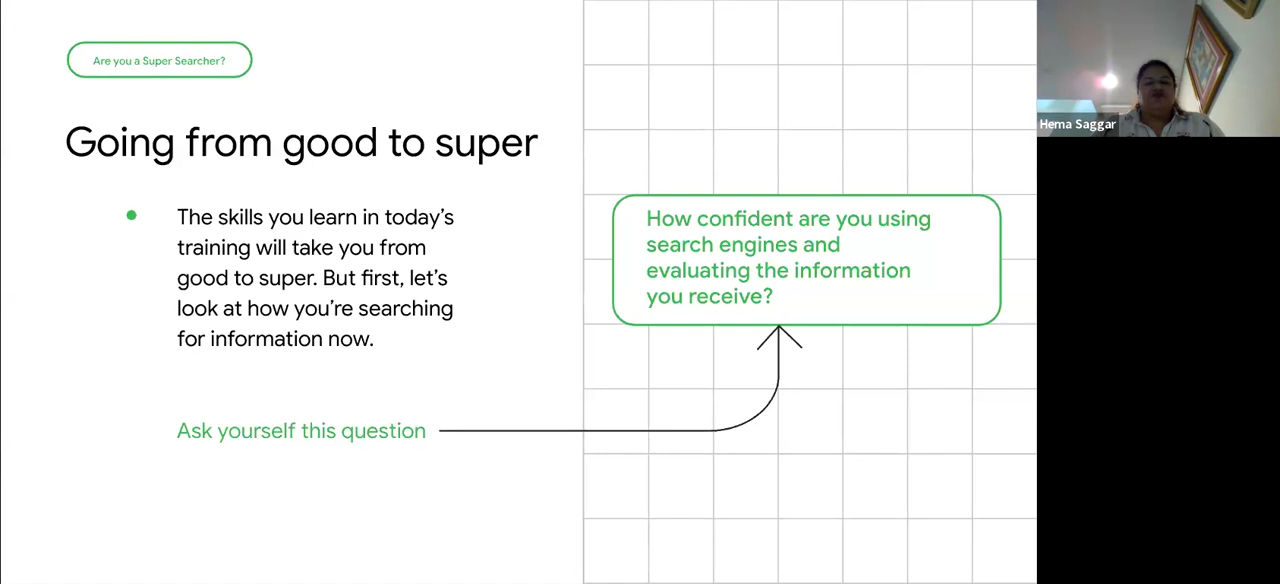 Are you a Super Searcher?
Going from good to super
The skills you learn in today's
training will take you from
good to super. But first, let's
look at how you're searching
for information now.
Ask yourself this question
How confident are you using
search engines and
evaluating the information
you receive?
Hema Saggar